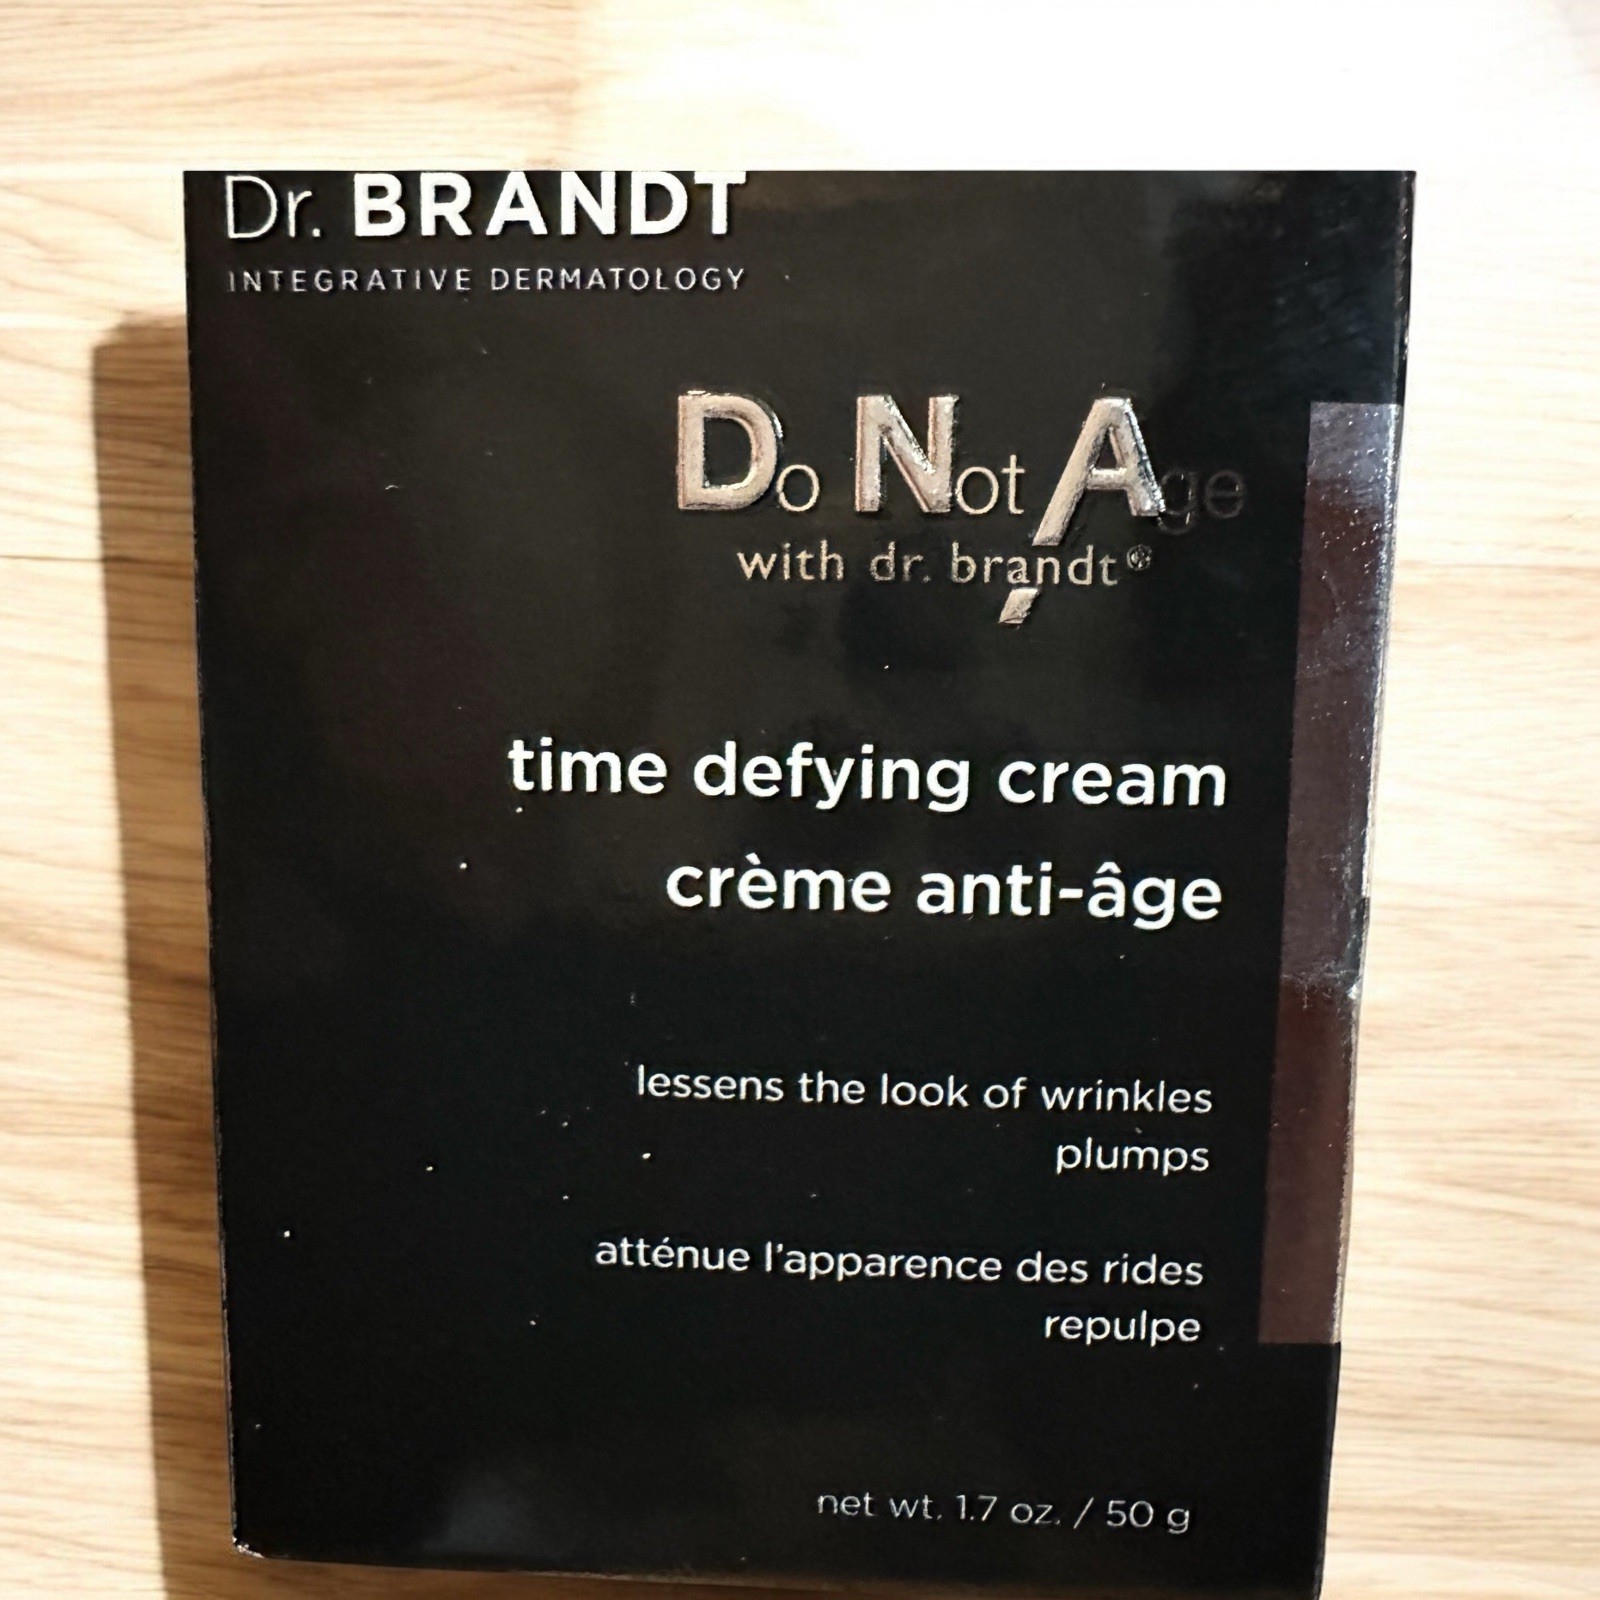 Dr. BRANDT
INTEGRATIVE DERMATOLOGY
Do Not Age
with dr. brandt®
time defying cream
crème anti-âge
lessens the look of wrinkles
plumps
atténue l'apparence des rides
repulpe
net wt. 1.7 oz. / 50 g